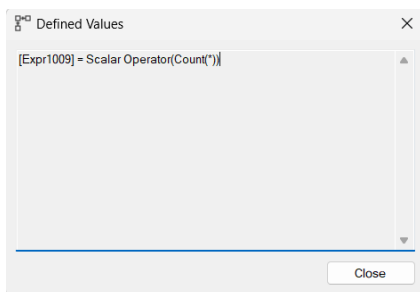 Defined Values
[Expr1009] = Scalar Operator(Count(*))
Close